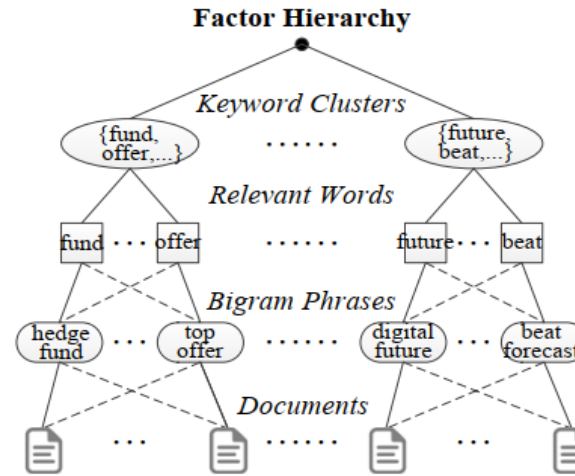 Factor Hierarchy
Keyword Clusters
{fund,
offer,...}
......
{future,
beat,...}
Relevant Words
fund ... offer ...... future ... beat
Bigram Phrases
hedge
fund
...
top
offer
......
digital
future
...
beat
forecast
Documents
... ...... ...